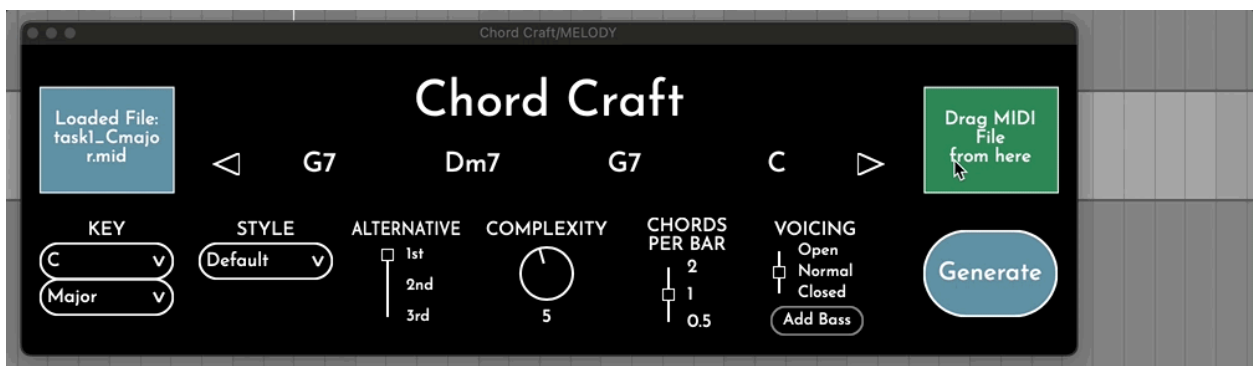 Chord Craft/MELODY
Chord Craft
Loaded File:
task1_Cmajo
r.mid
Drag MIDI
File
from here
G7 Dm7 G7 C
KEY
C
Major
STYLE
Default
ALTERNATIVE
1st
2nd
3rd
COMPLEXITY
5
CHORDS
PER BAR
2
1
0.5
VOICING
Open
Normal
Closed
Add Bass
Generate